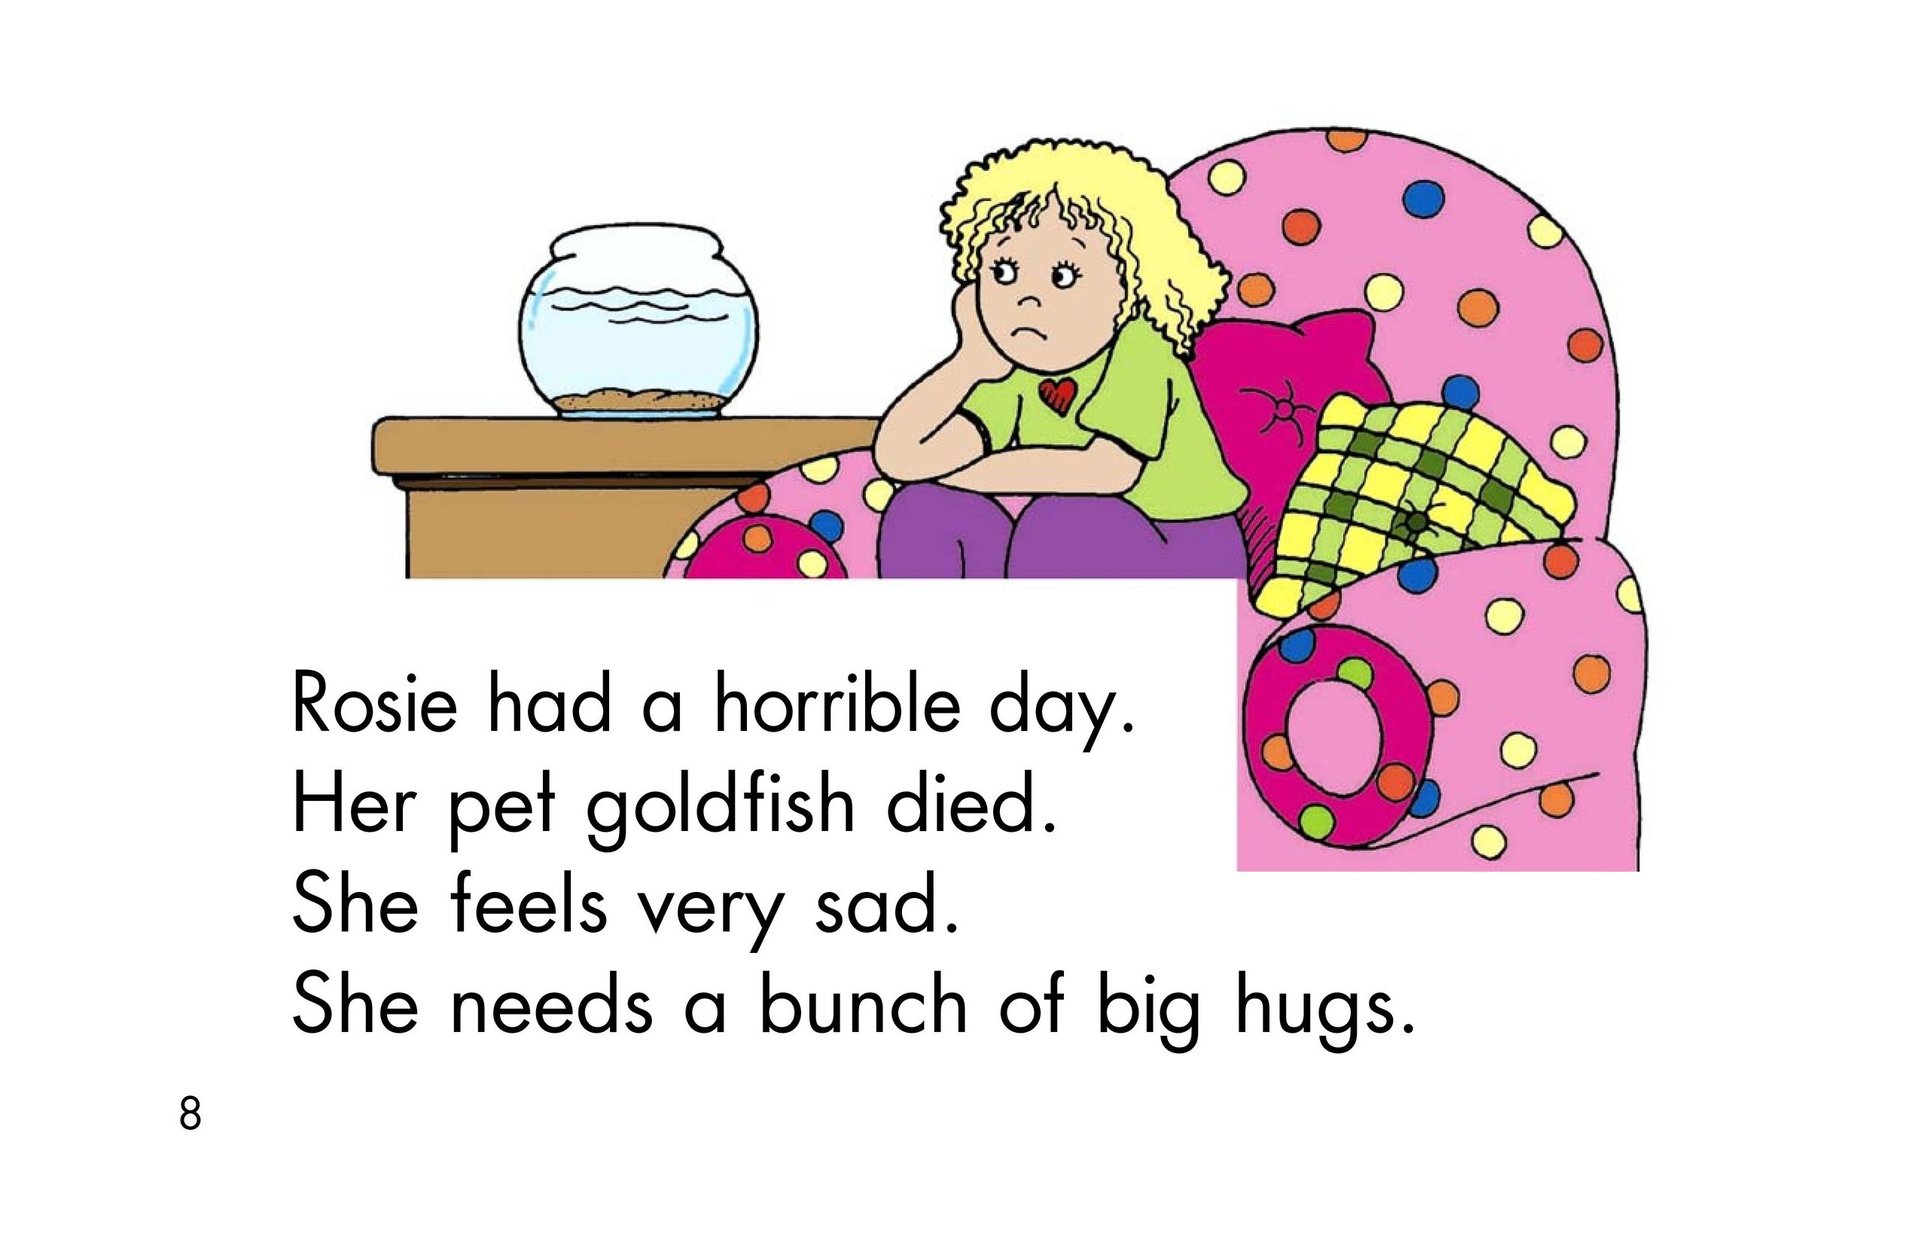 Rosie had a horrible day.
Her pet goldfish died.
She feels very sad.
She needs a bunch of big hugs.
8